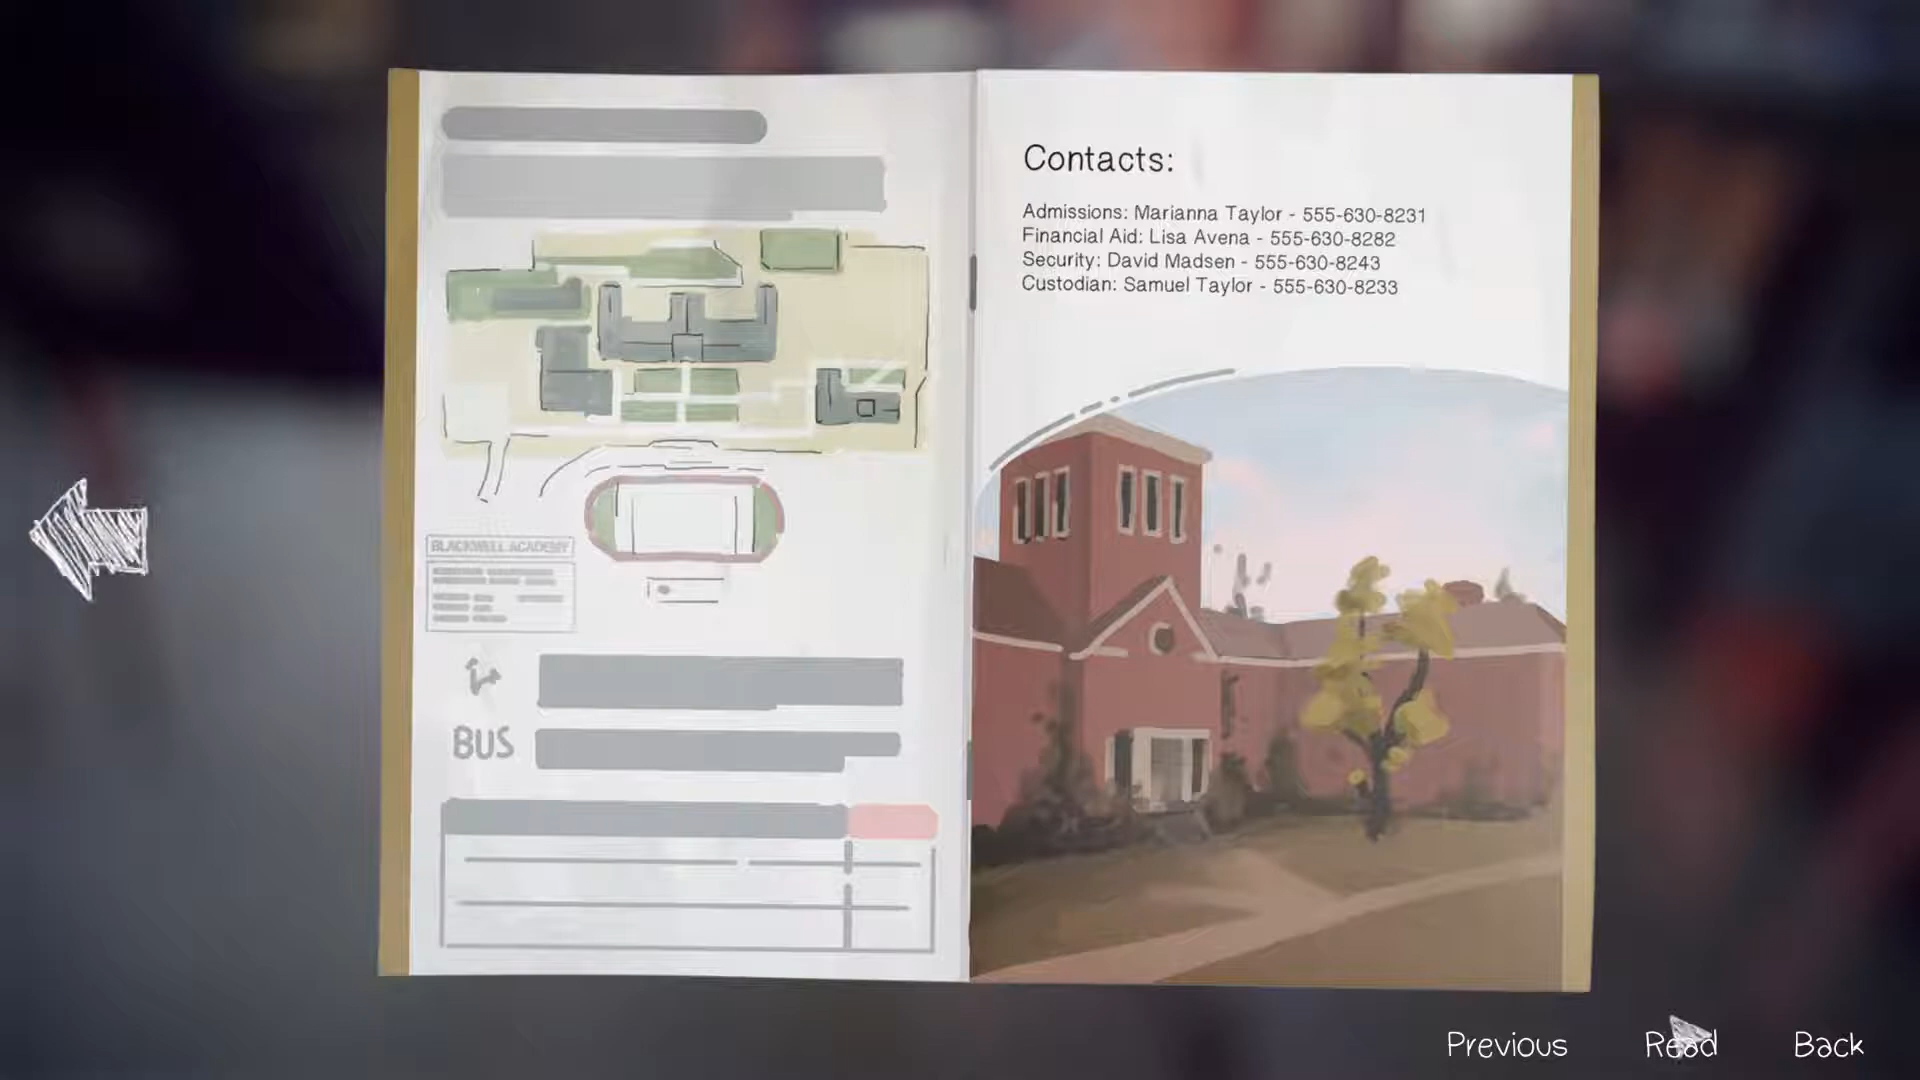 Contacts:
Admissions: Marianna Taylor - 555-630-8231
Financial Aid: Lisa Avena - 555-630-8282
Security: David Madsen - 555-630-8243
Custodian: Samuel Taylor - 555-630-8233
BLACKWELL ACADEMY
BUS
Previous
Read
Back